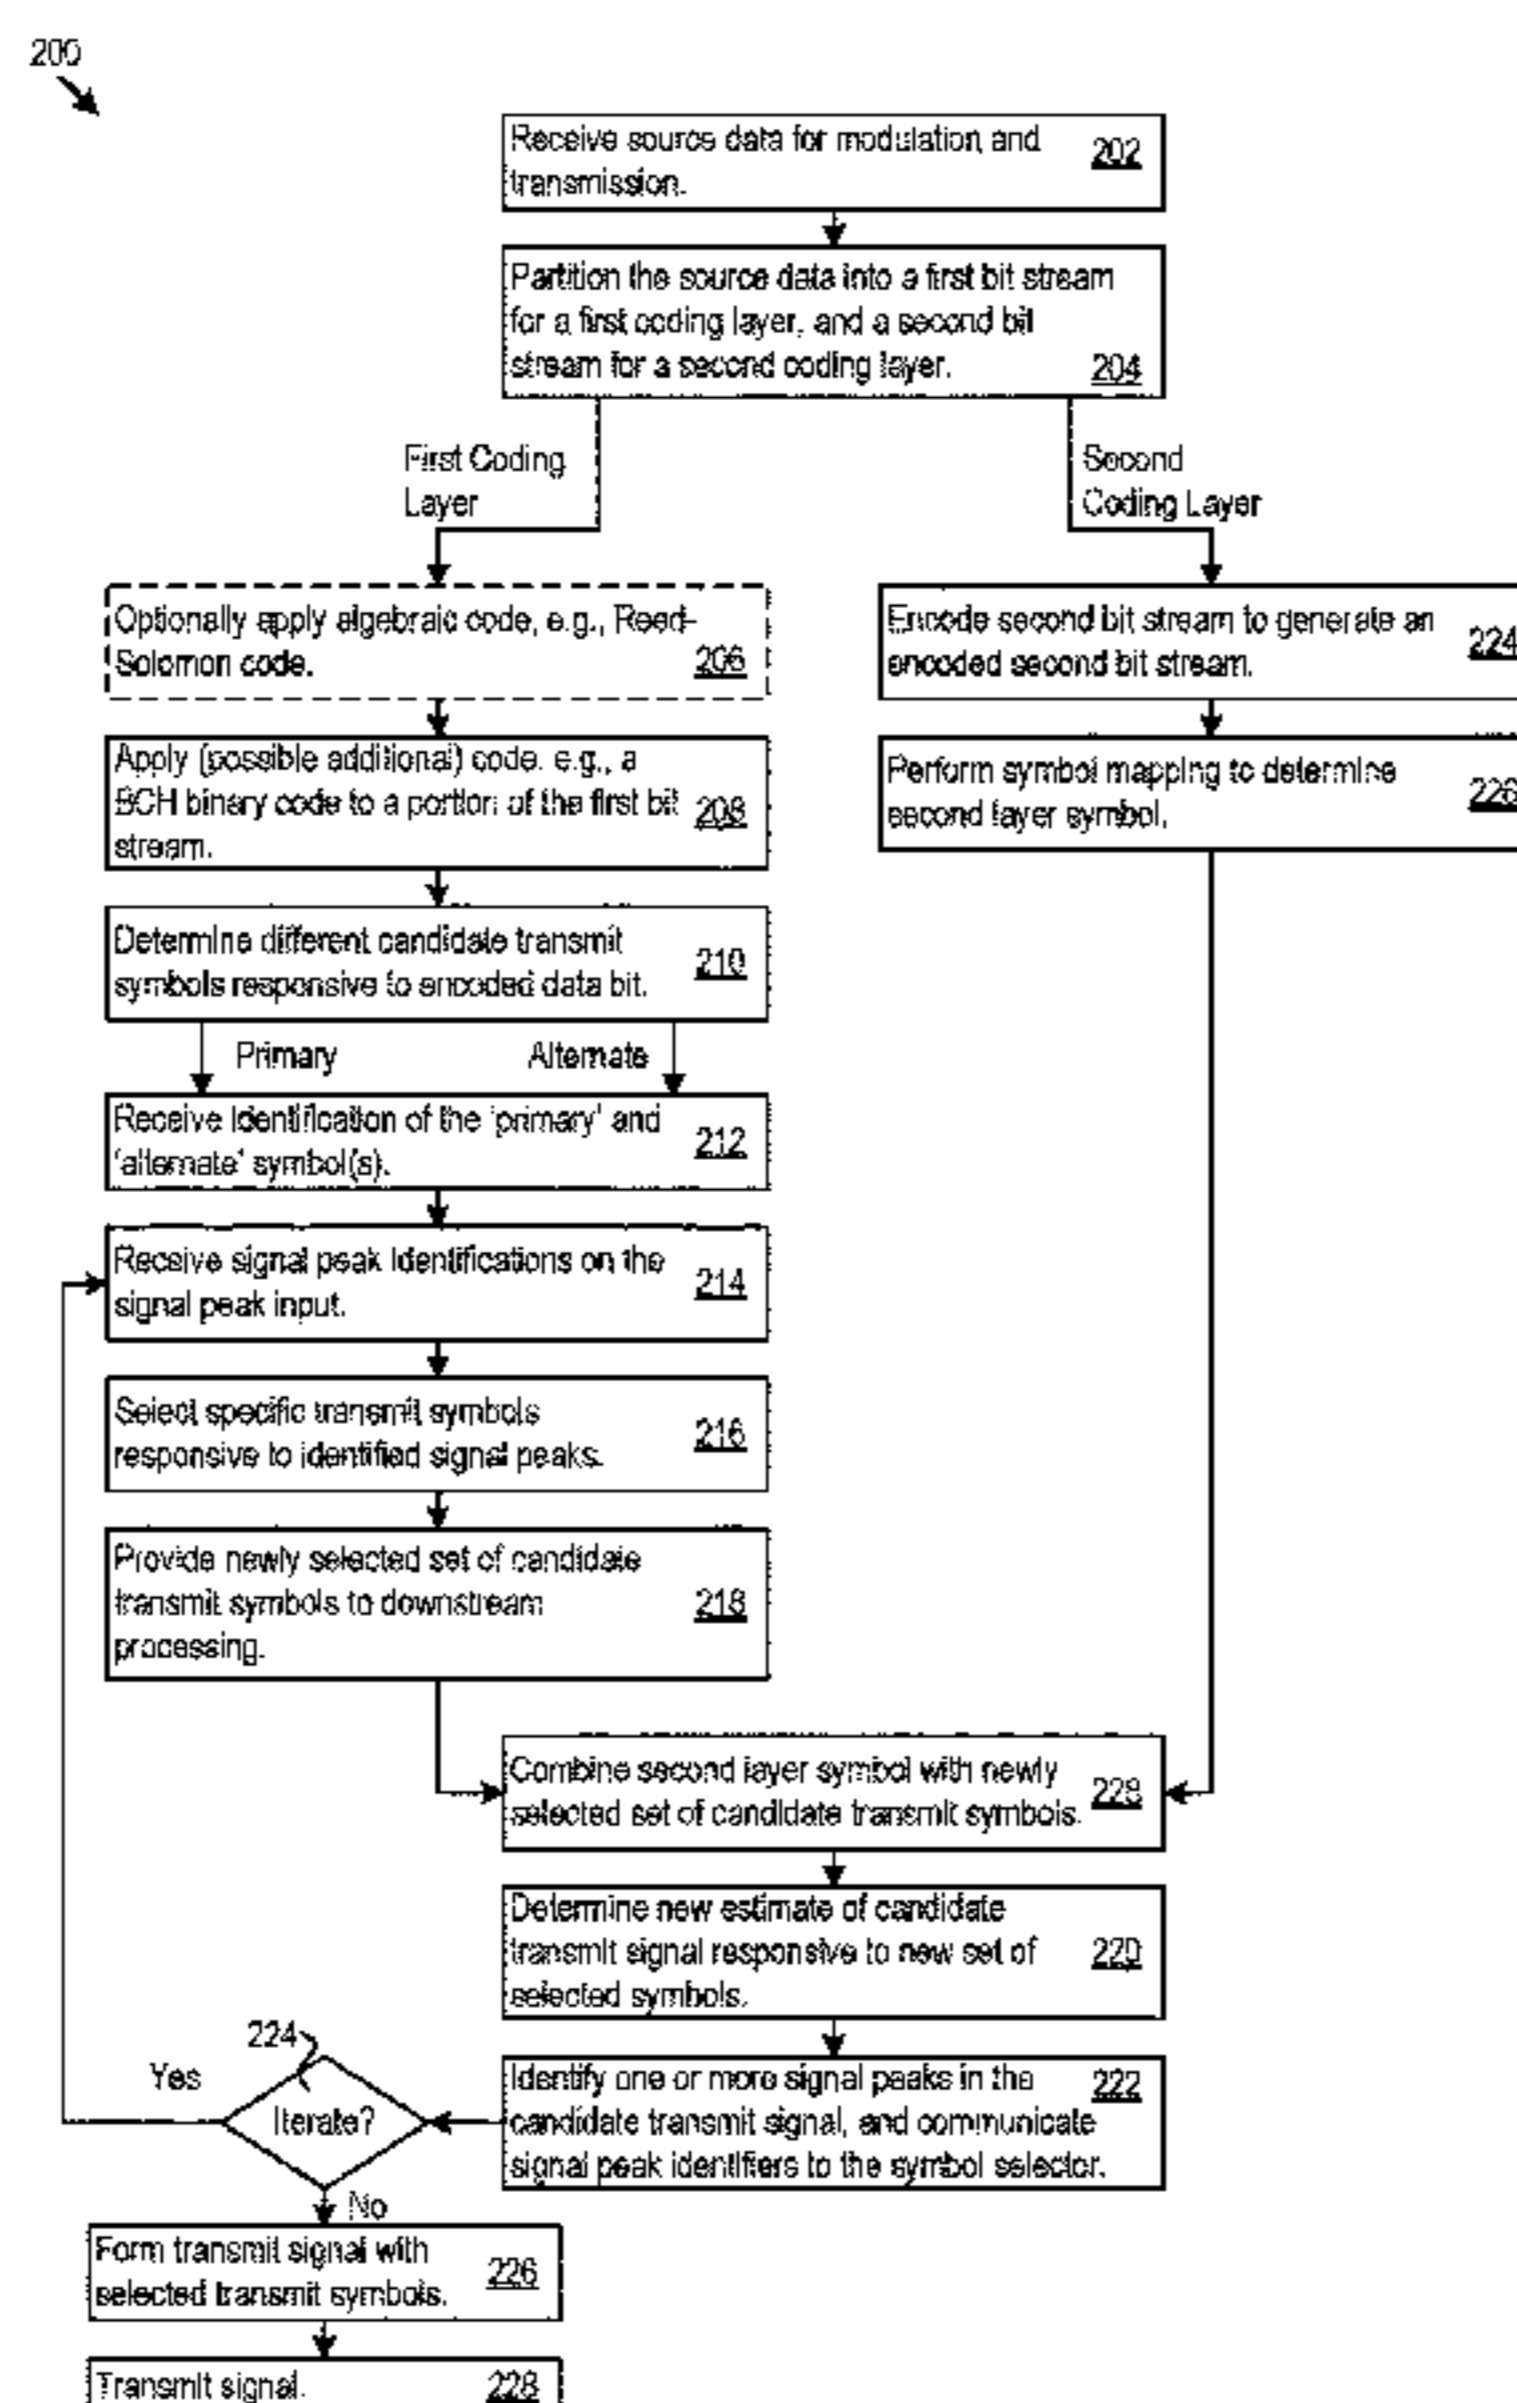 200
Receive source data for modulation and
transmission.
202
Partition the source data into a first bit stream
for a first coding layer, and a second bit
stream for a second coding layer.
204
First Coding
Layer
Second
Coding Layer
Optionally apply algebraic code, e.g., Reed-
Solomon code.
206
Apply (possible additional) code. e.g., a
BCH binary code to a portion of the first bit
stream.
208
Determine different candidate transmit
symbols responsive to encoded data bit.
210
Primary
Alternate
Receive identification of the 'primary' and
'alternate' symbol(s).
212
Receive signal peak identifications on the
signal peak input.
214
Select specific transmit symbols
responsive to identified signal peaks.
216
Provide newly selected set of candidate
transmit symbols to downstream
processing.
218
Encode second bit stream to generate an
encoded second bit stream.
224
Perform symbol mapping to determine
second layer symbol.
226
Combine second layer symbol with newly
selected set of candidate transmit symbols.
228
Determine new estimate of candidate
transmit signal responsive to new set of
selected symbols.
220
Identify one or more signal peaks in the
candidate transmit signal, and communicate
signal peak identifiers to the symbol selector.
222
224
Yes
Iterate?
No
Form transmit signal with
selected transmit symbols.
226
Transmit signal.
228